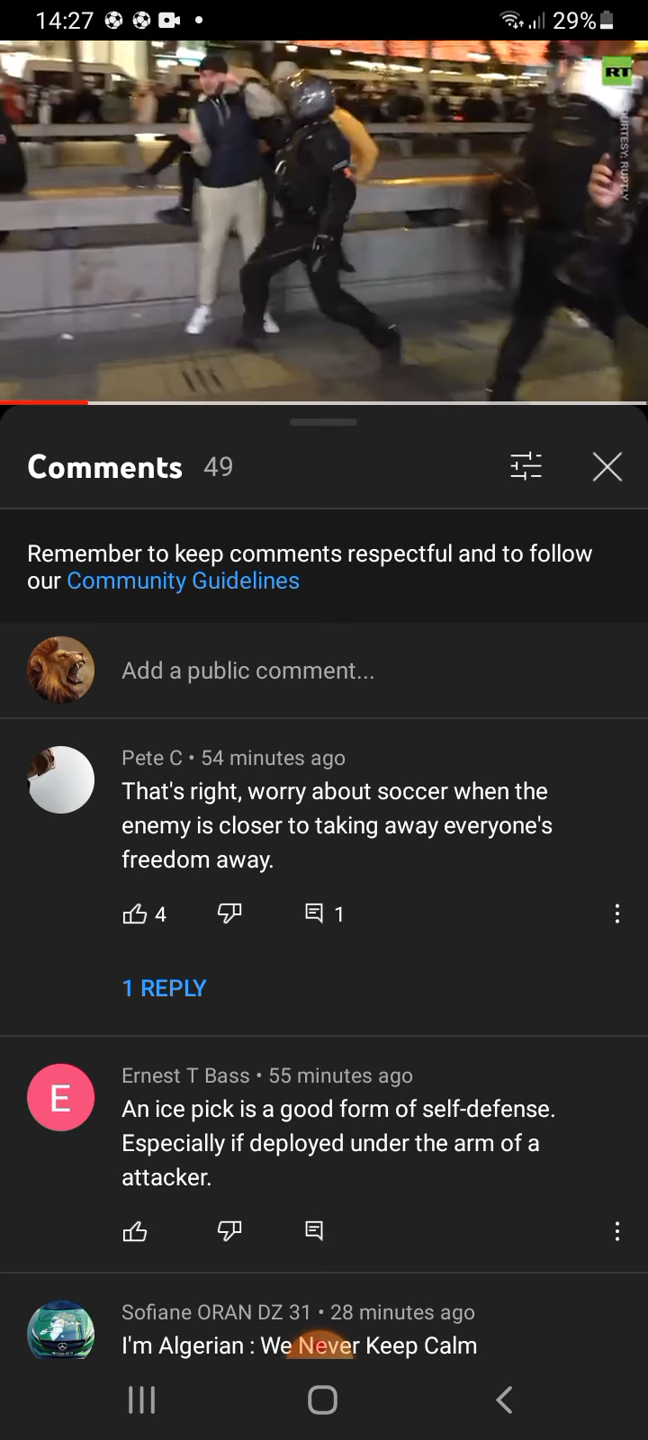 14:27
29%
RT
COURTESY: RUPTLY
Comments 49
Remember to keep comments respectful and to follow
our Community Guidelines
Add a public comment...
Pete C • 54 minutes ago
That's right, worry about soccer when the
enemy is closer to taking away everyone's
freedom away.
4 1
1 REPLY
E
Ernest T Bass • 55 minutes ago
An ice pick is a good form of self-defense.
Especially if deployed under the arm of a
attacker.
Sofiane ORAN DZ 31 • 28 minutes ago
I'm Algerian : We Never Keep Calm